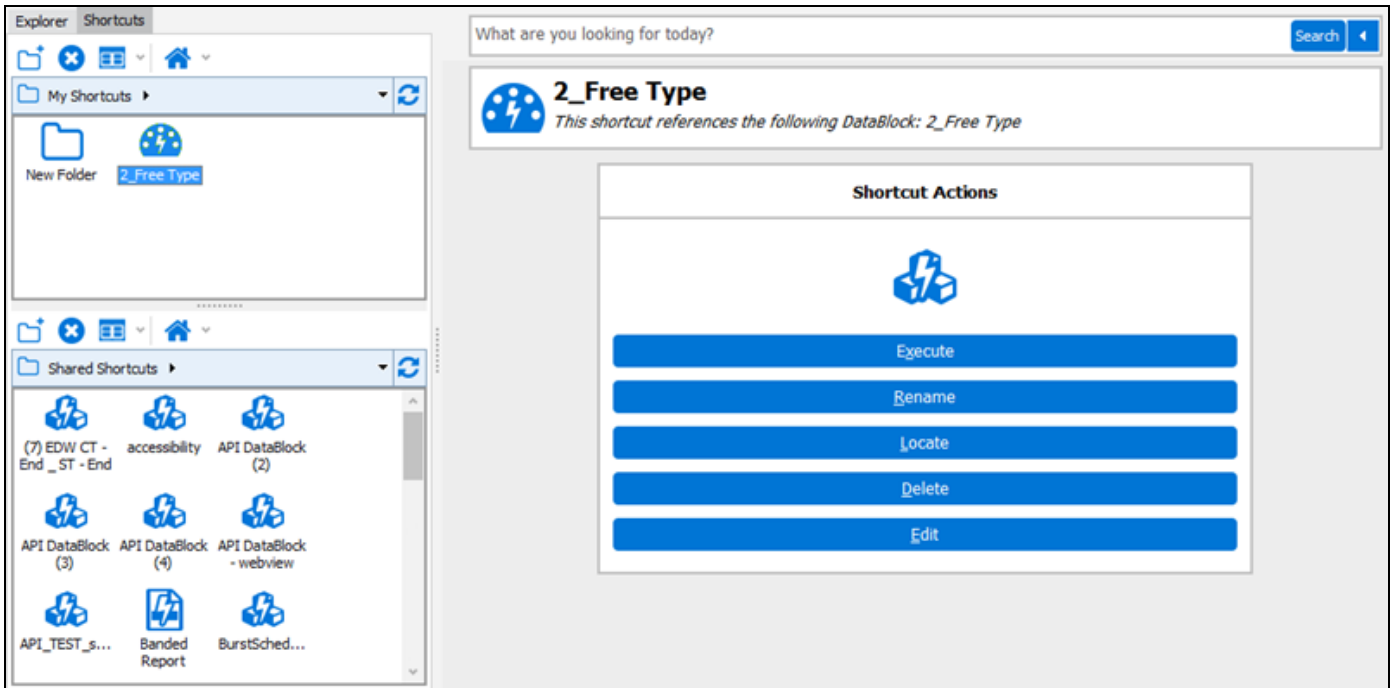 Explorer Shortcuts
My Shortcuts
New Folder
2_Free Type
Shared Shortcuts
(7) EDW CT -
End _ ST - End
accessibility
API DataBlock
(2)
API DataBlock
(3)
API DataBlock
(4)
API DataBlock
- webview
API_TEST_s...
Banded
Report
BurstSched...
What are you looking for today?
Search
2_Free Type
This shortcut references the following DataBlock: 2_Free Type
Shortcut Actions
Execute
Rename
Locate
Delete
Edit